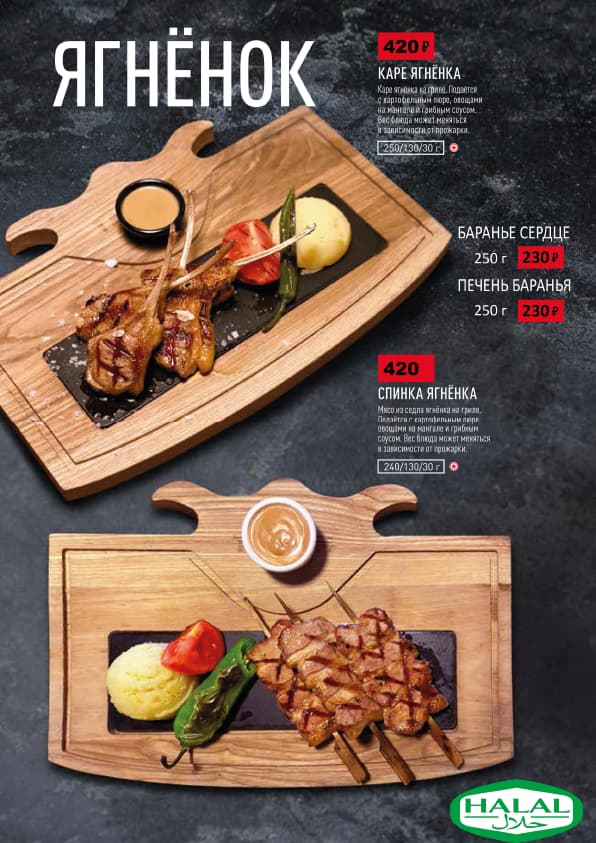 ЯГНЁНОК
420 ₽
КАРЕ ЯГНЁНКА
Каре ягнёнка на гриле. Подается
с картофельным пюре, овощами
на мангале и грибным соусом.
Вес блюда может меняться
в зависимости от прожарки.
250/130/30 г
БАРАНЬЕ СЕРДЦЕ
250 г 230 ₽
ПЕЧЕНЬ БАРАНЬЯ
250 г 230 ₽
420
СПИНКА ЯГНЁНКА
Мясо из седла ягнёнка на гриле.
Подаётся с картофельным пюре,
овощами на мангале и грибным
соусом. Вес блюда может меняться
в зависимости от прожарки.
240/130/30 г
HALAL
حلال